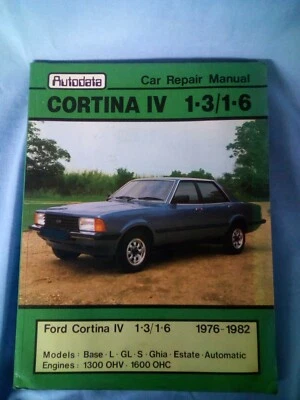 Autodata
Car Repair Manual
CORTINA IV 1·3/1·6
Ford Cortina IV 1·3/1·6 1976-1982
Models: Base · L · GL · S · Ghia · Estate · Automatic
Engines: 1300 OHV · 1600 OHC